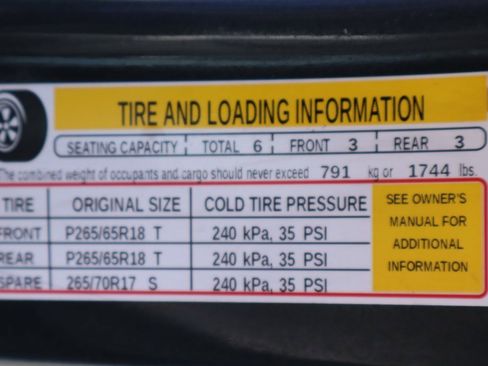 TIRE AND LOADING INFORMATION
SEATING CAPACITY TOTAL 6 FRONT 3 REAR 3
The combined weight of occupants and cargo should never exceed 791 kg or 1744 lbs.
TIRE ORIGINAL SIZE COLD TIRE PRESSURE
FRONT P265/65R18 T 240 kPa, 35 PSI
REAR P265/65R18 T 240 kPa, 35 PSI
SPARE 265/70R17 S 240 kPa, 35 PSI
SEE OWNER'S
MANUAL FOR
ADDITIONAL
INFORMATION